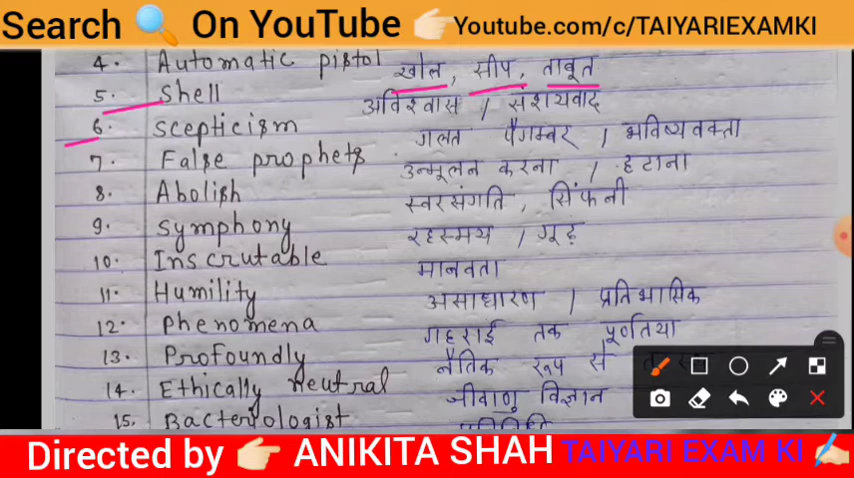 Search 🔍 On YouTube 👉🏻 Youtube.com/c/TAIYARIEXAMKI
4. Automatic pistol
5. Shell खोल, सीप, ताबूत
6. Scepticism अविश्वास / संशयवाद
7. False prophets गलत पैगम्बर / भविष्यवक्ता
8. Abolish उन्मूलन करना / हटाना
9. Symphony स्वरसंगति, सिंफनी
10. Inscrutable रहस्मय / गूढ़
11. Humility मानवता
12. Phenomena असाधारण / प्रतिभासिक
13. Profoundly गहराई तक पूर्णतिया
14. Ethically neutral नैतिक रूप से
15. Bacteriologist जीवाणु विज्ञान
Directed by 👉🏻 ANIKITA SHAH TAIYARI EXAM KI ✍🏻